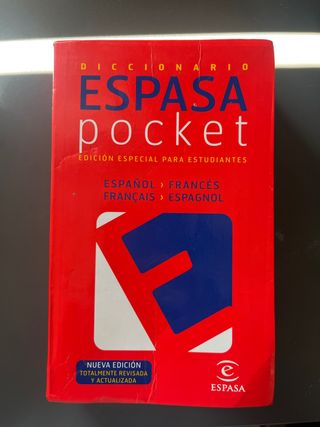 DICCIONARIO
ESPASA
pocket
EDICIÓN ESPECIAL PARA ESTUDIANTES
ESPAÑOL › FRANCÉS
FRANÇAIS › ESPAGNOL
NUEVA EDICIÓN
TOTALMENTE REVISADA
Y ACTUALIZADA
ESPASA